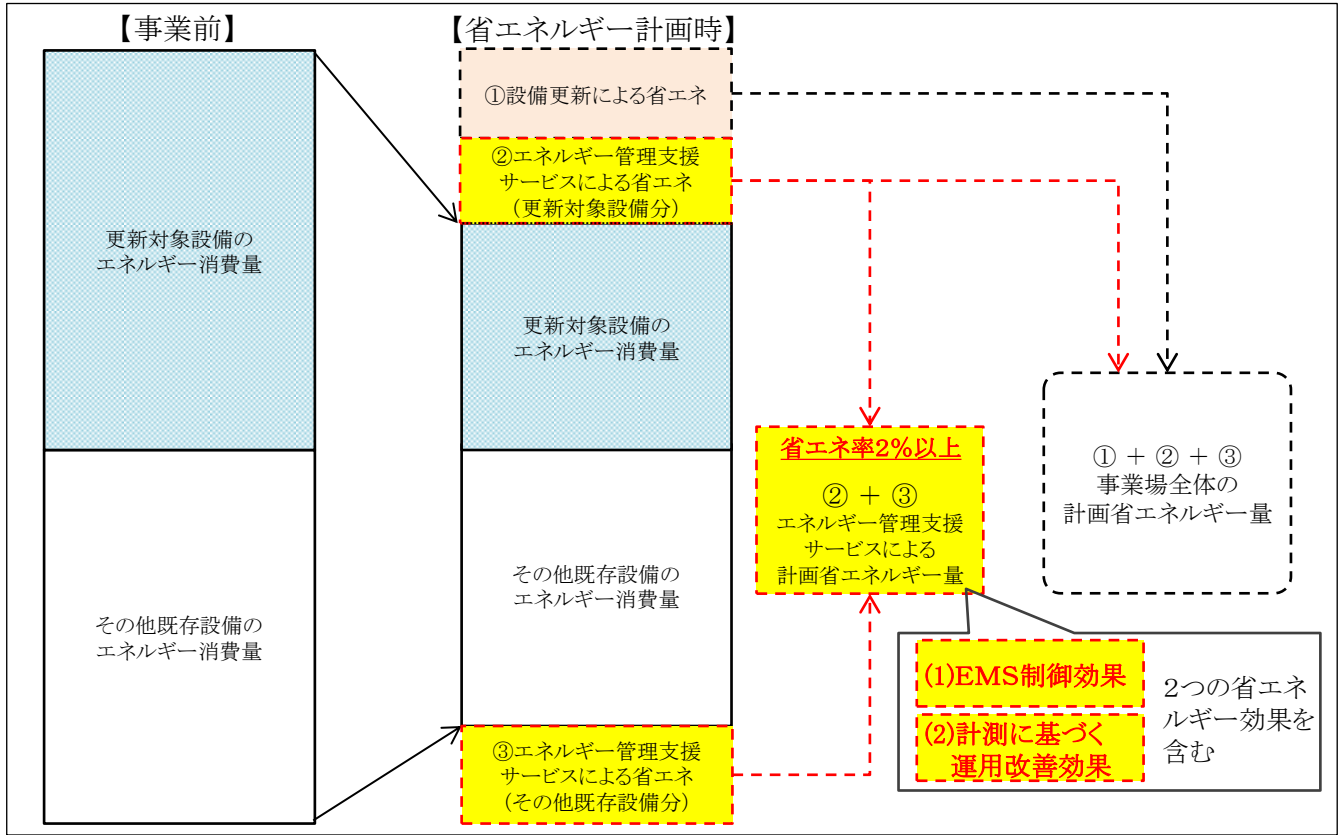 【事業前】
【省エネルギー計画時】
更新対象設備の
エネルギー消費量
その他既存設備の
エネルギー消費量
①設備更新による省エネ
②エネルギー管理支援
サービスによる省エネ
(更新対象設備分)
更新対象設備の
エネルギー消費量
その他既存設備の
エネルギー消費量
③エネルギー管理支援
サービスによる省エネ
(その他既存設備分)
省エネ率2%以上
② + ③
エネルギー管理支援
サービスによる
計画省エネルギー量
① + ② + ③
事業場全体の
計画省エネルギー量
(1)EMS制御効果
(2)計測に基づく
運用改善効果
2つの省エネ
ルギー効果を
含む